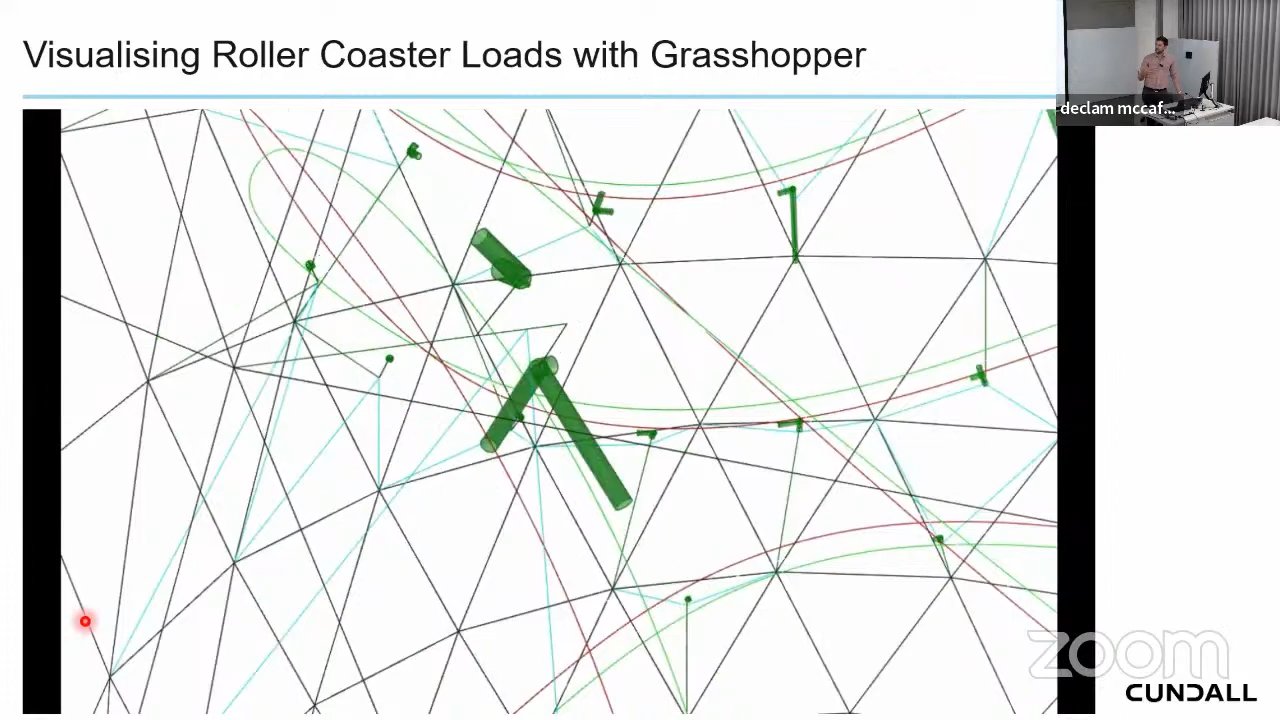 Visualising Roller Coaster Loads with Grasshopper
declam mccaf...
zoom
CUNDALL